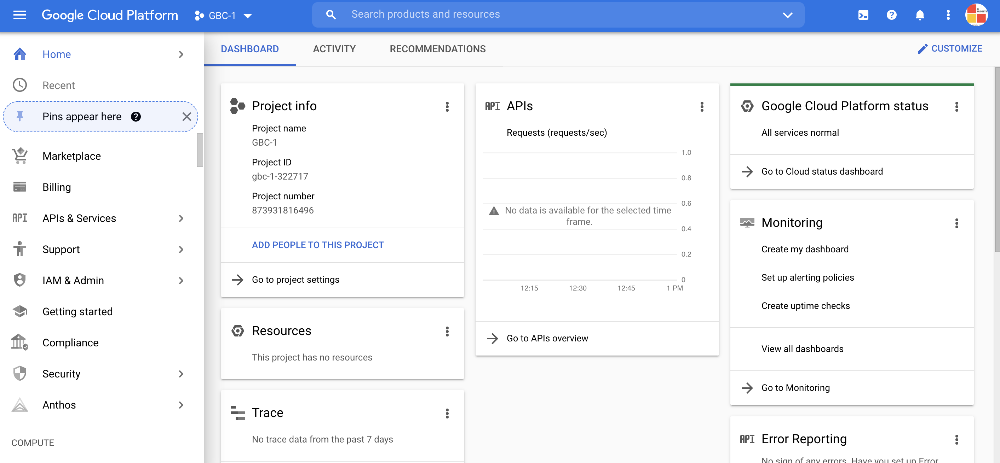 Google Cloud Platform
GBC-1
Search products and resources
Home
Recent
Pins appear here
Marketplace
Billing
API
APIs & Services
Support
IAM & Admin
Getting started
Compliance
Security
Anthos
COMPUTE
DASHBOARD
ACTIVITY
RECOMMENDATIONS
CUSTOMIZE
Project info
Project name
GBC-1
Project ID
gbc-1-322717
Project number
873931816496
ADD PEOPLE TO THIS PROJECT
Go to project settings
Resources
This project has no resources
Trace
No trace data from the past 7 days
API
APIs
Requests (requests/sec)
1.0
0.8
0.6
No data is available for the selected time
frame.
0.4
0.2
0
12:15 12:30 12:45 1 PM
Go to APIs overview
Google Cloud Platform status
All services normal
Go to Cloud status dashboard
Monitoring
Create my dashboard
Set up alerting policies
Create uptime checks
View all dashboards
Go to Monitoring
API
Error Reporting
No sign of any errors. Have you set up Error